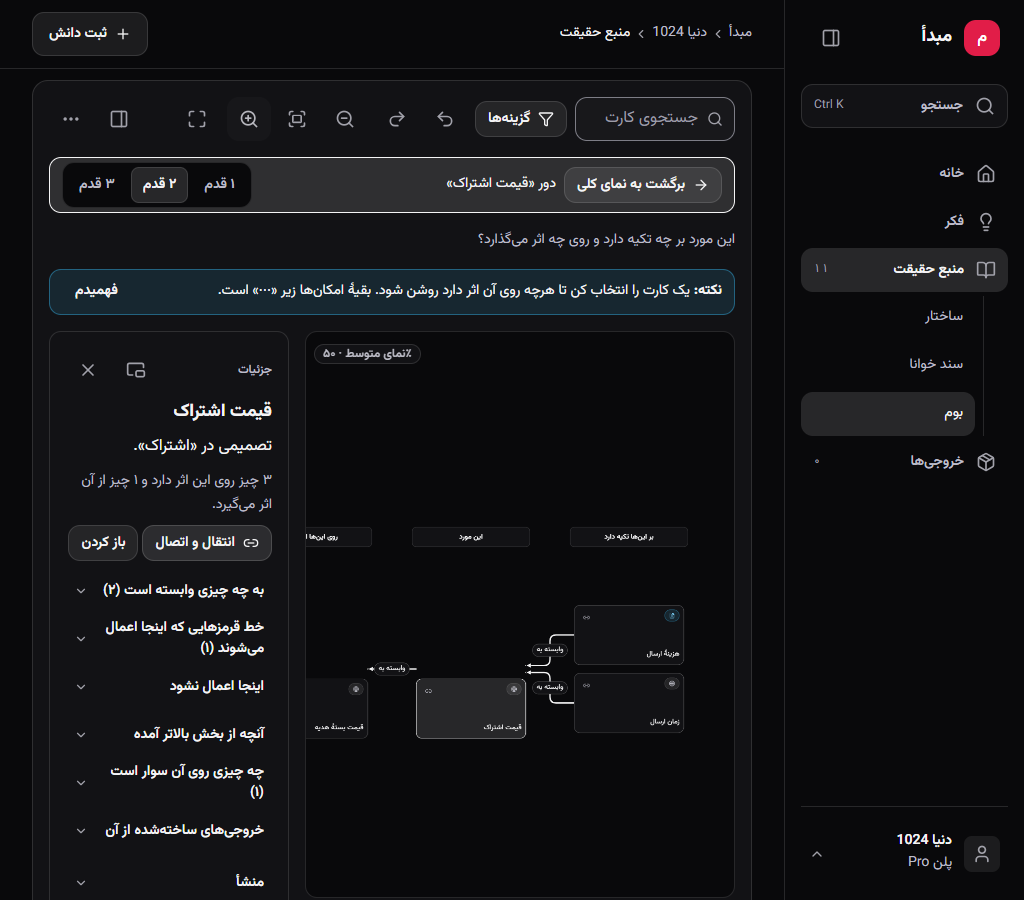 مبدأ
م
جستجو
Ctrl K
خانه
فکر
منبع حقیقت
۱۱
ساختار
سند خوانا
بوم
خروجی‌ها
۰
دنیا 1024
پلن Pro
مبدأ › دنیا 1024 › منبع حقیقت
ثبت دانش +
جستجوی کارت
گزینه‌ها
برگشت به نمای کلی
دور «قیمت اشتراک»
۱ قدم
۲ قدم
۳ قدم
این مورد بر چه تکیه دارد و روی چه اثر می‌گذارد؟
نکته: یک کارت را انتخاب کن تا هرچه روی آن اثر دارد روشن شود. بقیهٔ امکان‌ها زیر «···» است.
فهمیدم
٪نمای متوسط · ۵۰
بر این‌ها تکیه دارد
این مورد
روی این‌ها ا
هزینهٔ ارسال
وابسته به
زمان ارسال
وابسته به
قیمت اشتراک
وابسته به
قیمت بستهٔ هدیه
جزئیات
قیمت اشتراک
تصمیمی در «اشتراک».
۳ چیز روی این اثر دارد و ۱ چیز از آن
اثر می‌گیرد.
انتقال و اتصال
باز کردن
به چه چیزی وابسته است (۲)
خط قرمزهایی که اینجا اعمال
می‌شوند (۱)
اینجا اعمال نشود
آنچه از بخش بالاتر آمده
چه چیزی روی آن سوار است
(۱)
خروجی‌های ساخته‌شده از آن
منشأ